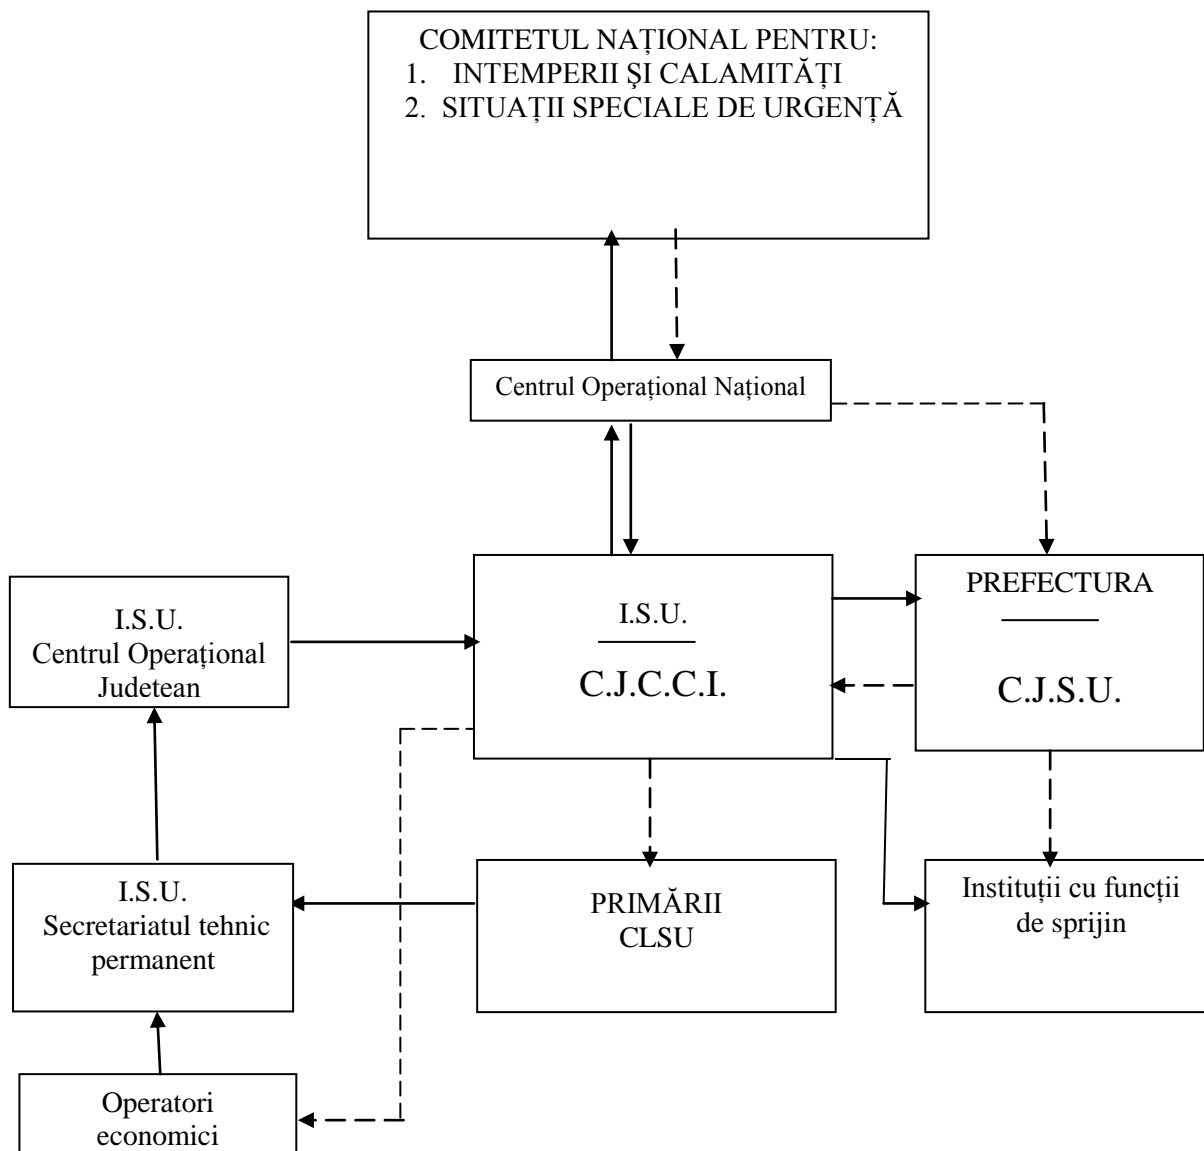 COMITETUL NAȚIONAL PENTRU:
1. INTEMPERII ŞI CALAMITĂȚI
2. SITUAȚII SPECIALE DE URGENȚĂ
Centrul Operațional Național
I.S.U.
Centrul Operațional
Judetean
I.S.U.
C.J.C.C.I.
PREFECTURA
C.J.S.U.
I.S.U.
Secretariatul tehnic
permanent
PRIMĂRII
CLSU
Instituții cu funcții
de sprijin
Operatori
economici